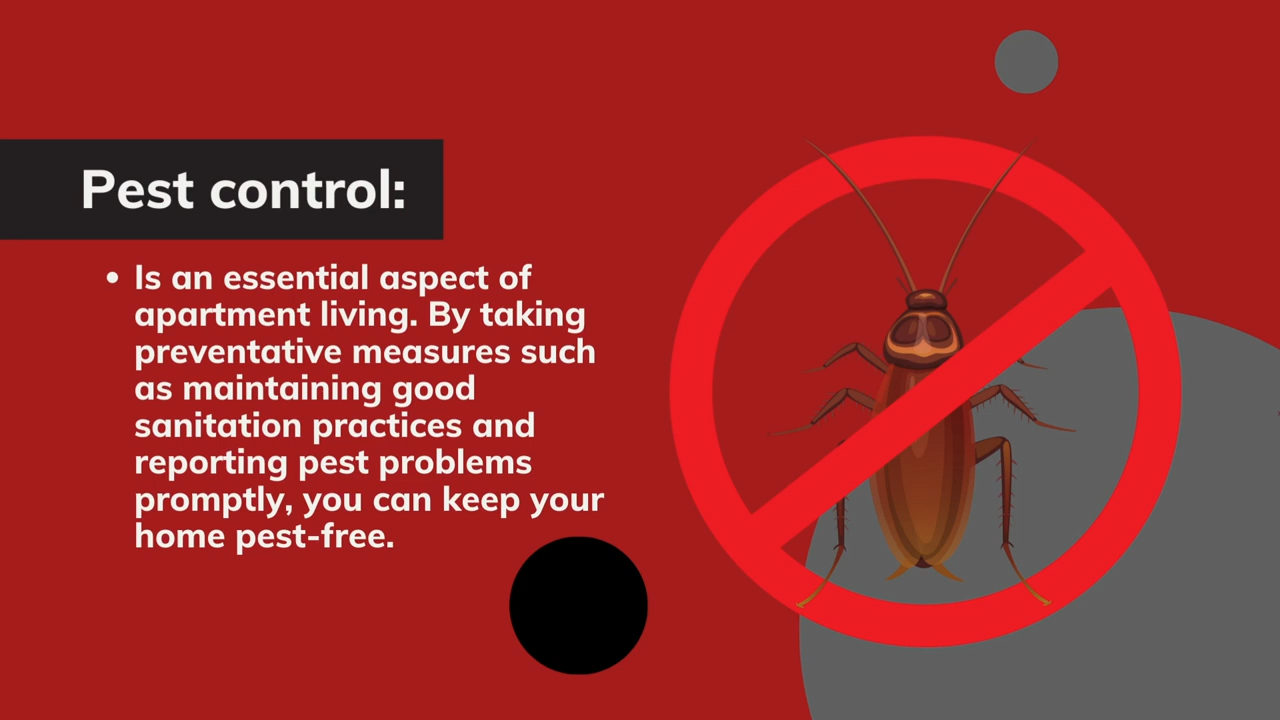 Pest control:
• Is an essential aspect of
apartment living. By taking
preventative measures such
as maintaining good
sanitation practices and
reporting pest problems
promptly, you can keep your
home pest-free.